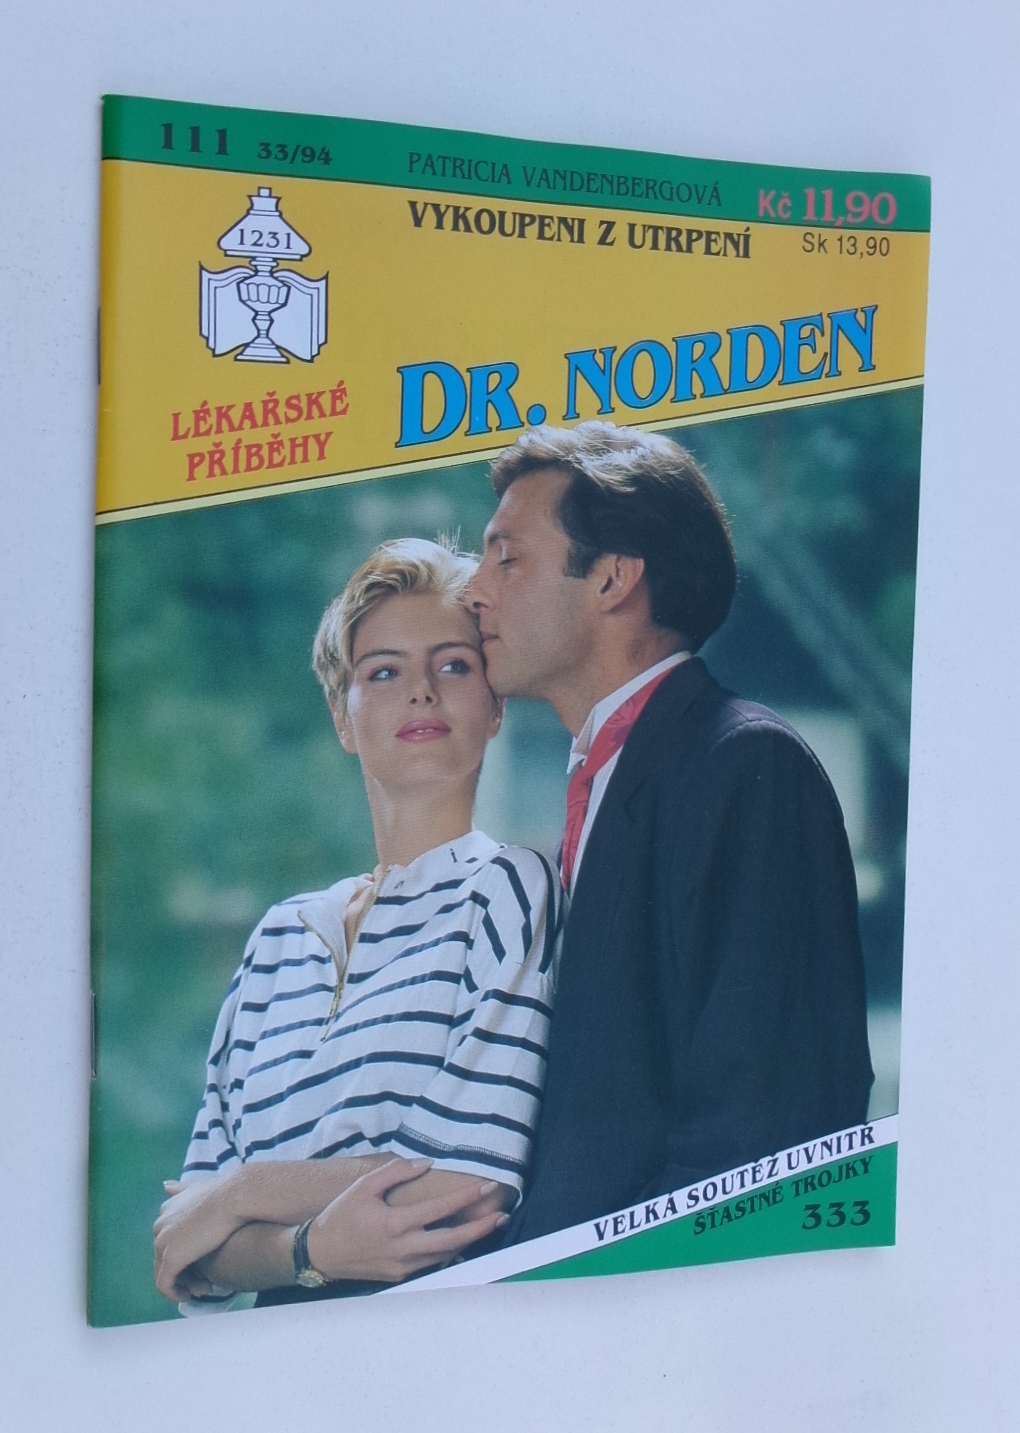 111 33/94
PATRICIA VANDENBERGOVÁ
Kč 11,90
VYKOUPENI Z UTRPENÍ
Sk 13,90
1231
LÉKAŘSKÉ
PŘÍBĚHY
DR. NORDEN
VELKÁ SOUTĚŽ UVNITŘ
ŠŤASTNÉ TROJKY
333